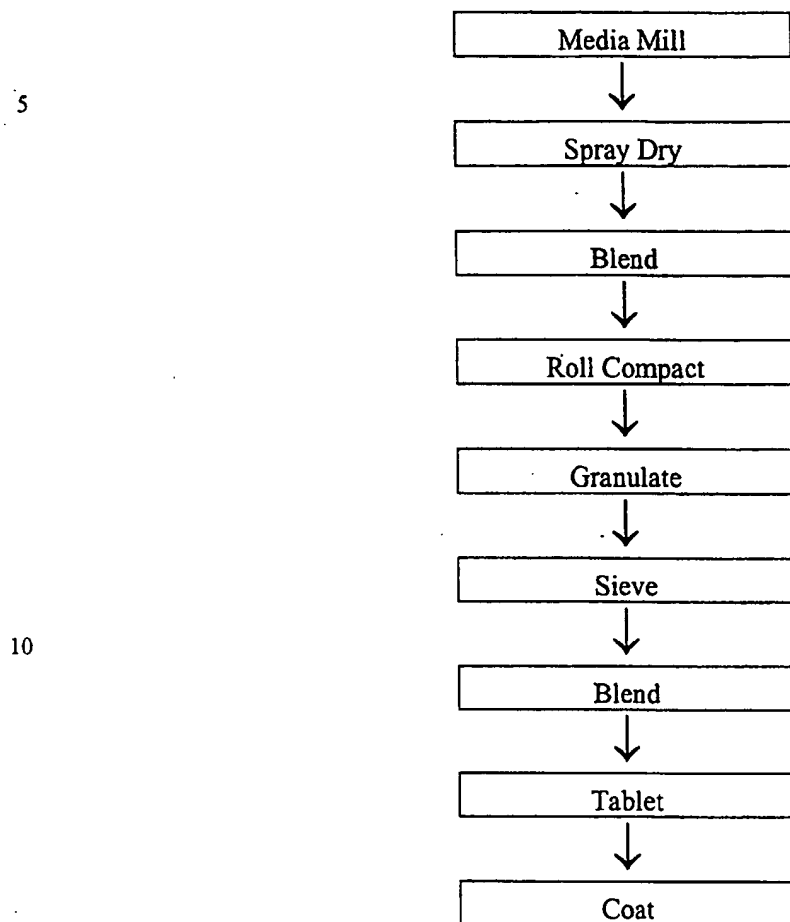 Media Mill
5
Spray Dry
Blend
Roll Compact
Granulate
Sieve
10
Blend
Tablet
Coat